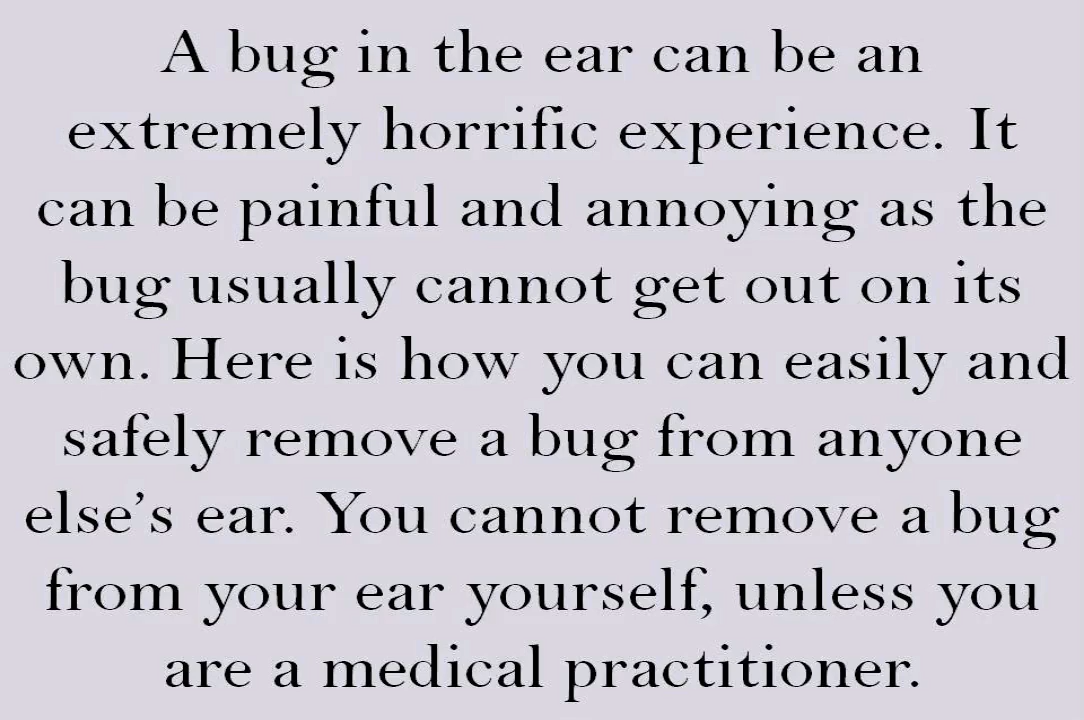 A bug in the ear can be an
extremely horrific experience. It
can be painful and annoying as the
bug usually cannot get out on its
own. Here is how you can easily and
safely remove a bug from anyone
else’s ear. You cannot remove a bug
from your ear yourself, unless you
are a medical practitioner.